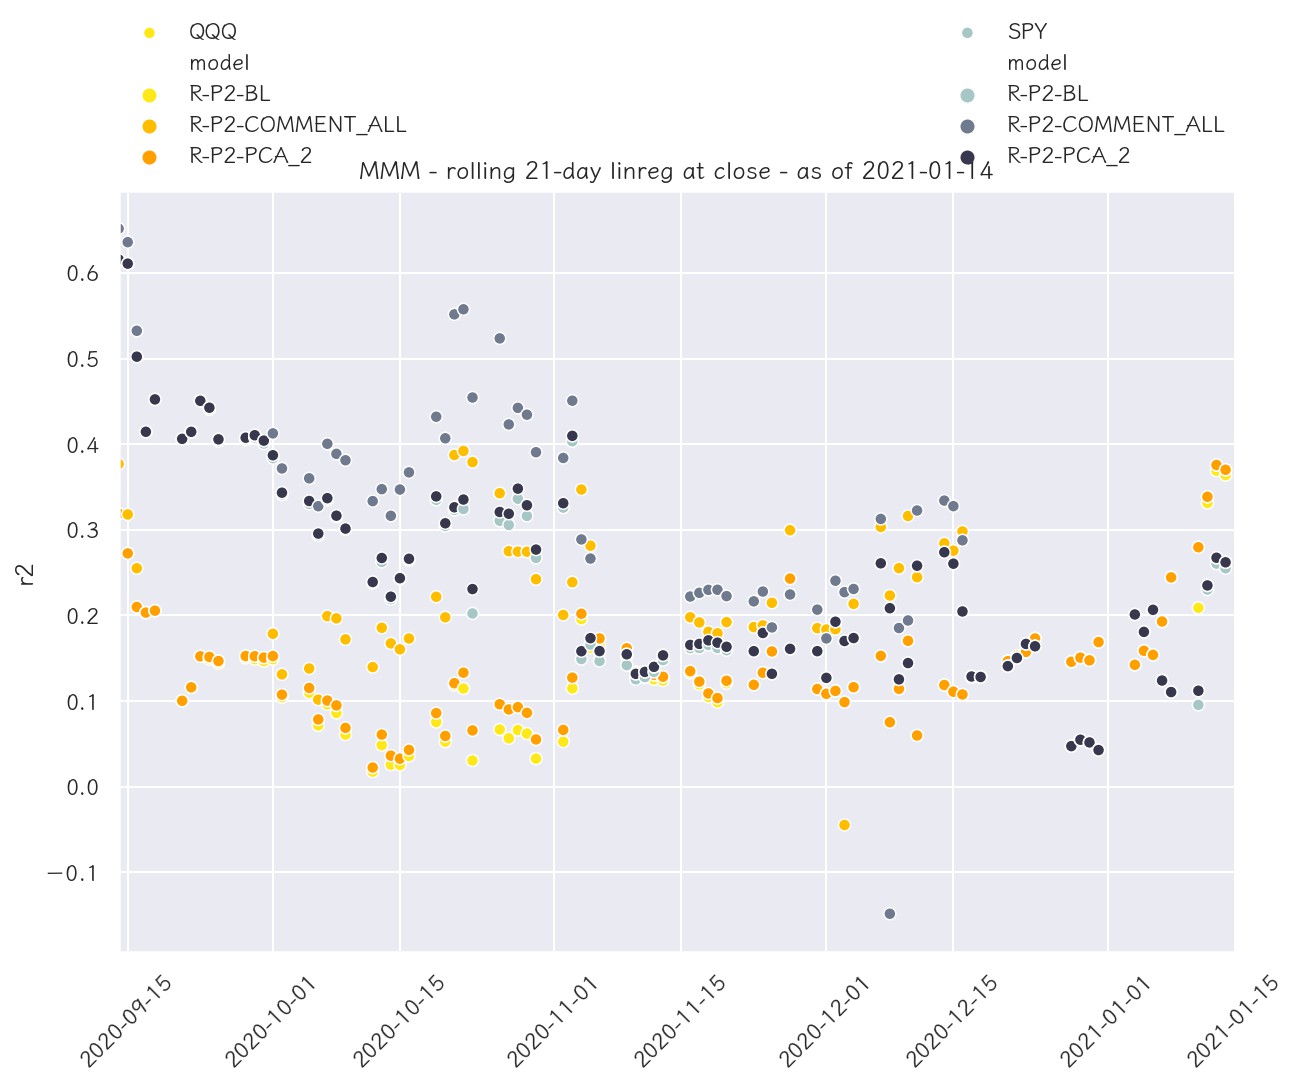 QQQ
model
R-P2-BL
R-P2-COMMENT_ALL
R-P2-PCA_2
SPY
model
R-P2-BL
R-P2-COMMENT_ALL
R-P2-PCA_2
MMM - rolling 21-day linreg at close - as of 2021-01-14
r2
0.6
0.5
0.4
0.3
0.2
0.1
0.0
−0.1
2020-09-15
2020-10-01
2020-10-15
2020-11-01
2020-11-15
2020-12-01
2020-12-15
2021-01-01
2021-01-15